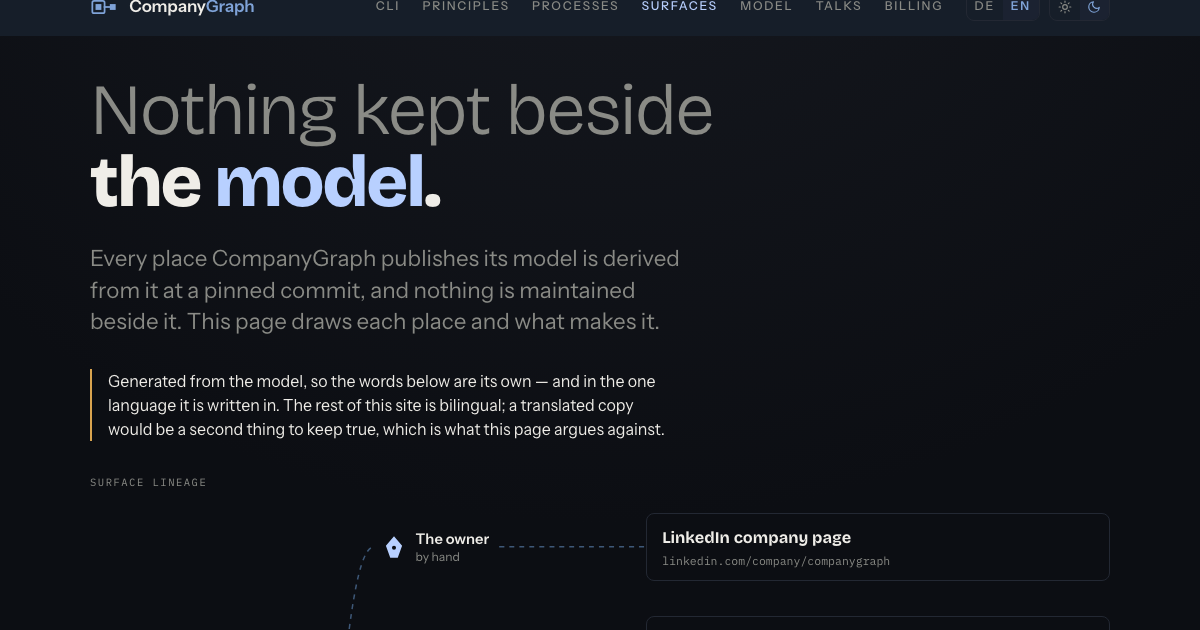 CompanyGraph
CLI PRINCIPLES PROCESSES SURFACES MODEL TALKS BILLING DE EN
Nothing kept beside
the model.
Every place CompanyGraph publishes its model is derived
from it at a pinned commit, and nothing is maintained
beside it. This page draws each place and what makes it.
Generated from the model, so the words below are its own — and in the one
language it is written in. The rest of this site is bilingual; a translated copy
would be a second thing to keep true, which is what this page argues against.
SURFACE LINEAGE
The owner
by hand
LinkedIn company page
linkedin.com/company/companygraph